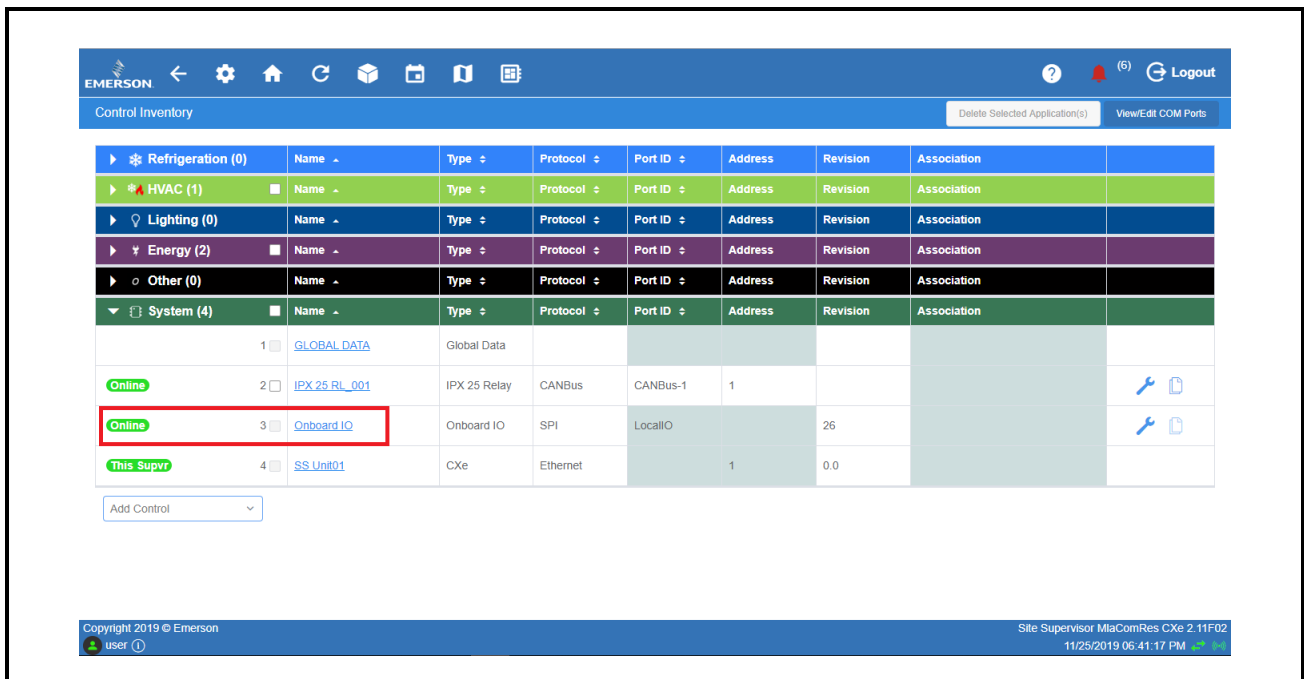 EMERSON (6) Logout
Control Inventory Delete Selected Application(s) View/Edit COM Ports
Refrigeration (0) Name Type Protocol Port ID Address Revision Association
HVAC (1) Name Type Protocol Port ID Address Revision Association
Lighting (0) Name Type Protocol Port ID Address Revision Association
Energy (2) Name Type Protocol Port ID Address Revision Association
Other (0) Name Type Protocol Port ID Address Revision Association
System (4) Name Type Protocol Port ID Address Revision Association
1 GLOBAL DATA Global Data
Online 2 IPX 25 RL_001 IPX 25 Relay CANBus CANBus-1 1
Online 3 Onboard IO Onboard IO SPI LocalIO 26
This Supvr 4 SS Unit01 CXe Ethernet 1 0.0
Add Control
Copyright 2019 © Emerson Site Supervisor MlaComRes CXe 2.11F02
user 11/25/2019 06:41:17 PM